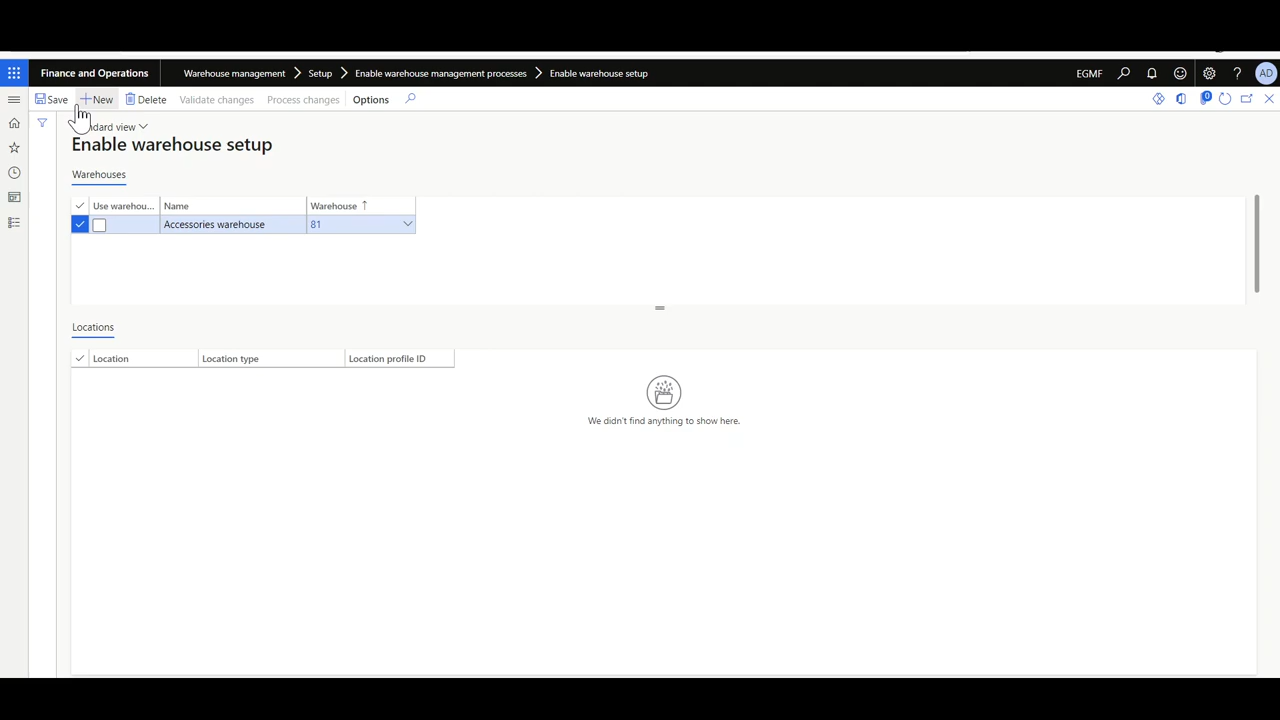 Finance and Operations Warehouse management Setup Enable warehouse management processes Enable warehouse setup EGMF ? AD
Save New Delete Validate changes Process changes Options 0
ndard view
Enable warehouse setup
Warehouses
Use warehou... Name Warehouse ↑
Accessories warehouse 81
Locations
Location Location type Location profile ID
We didn't find anything to show here.